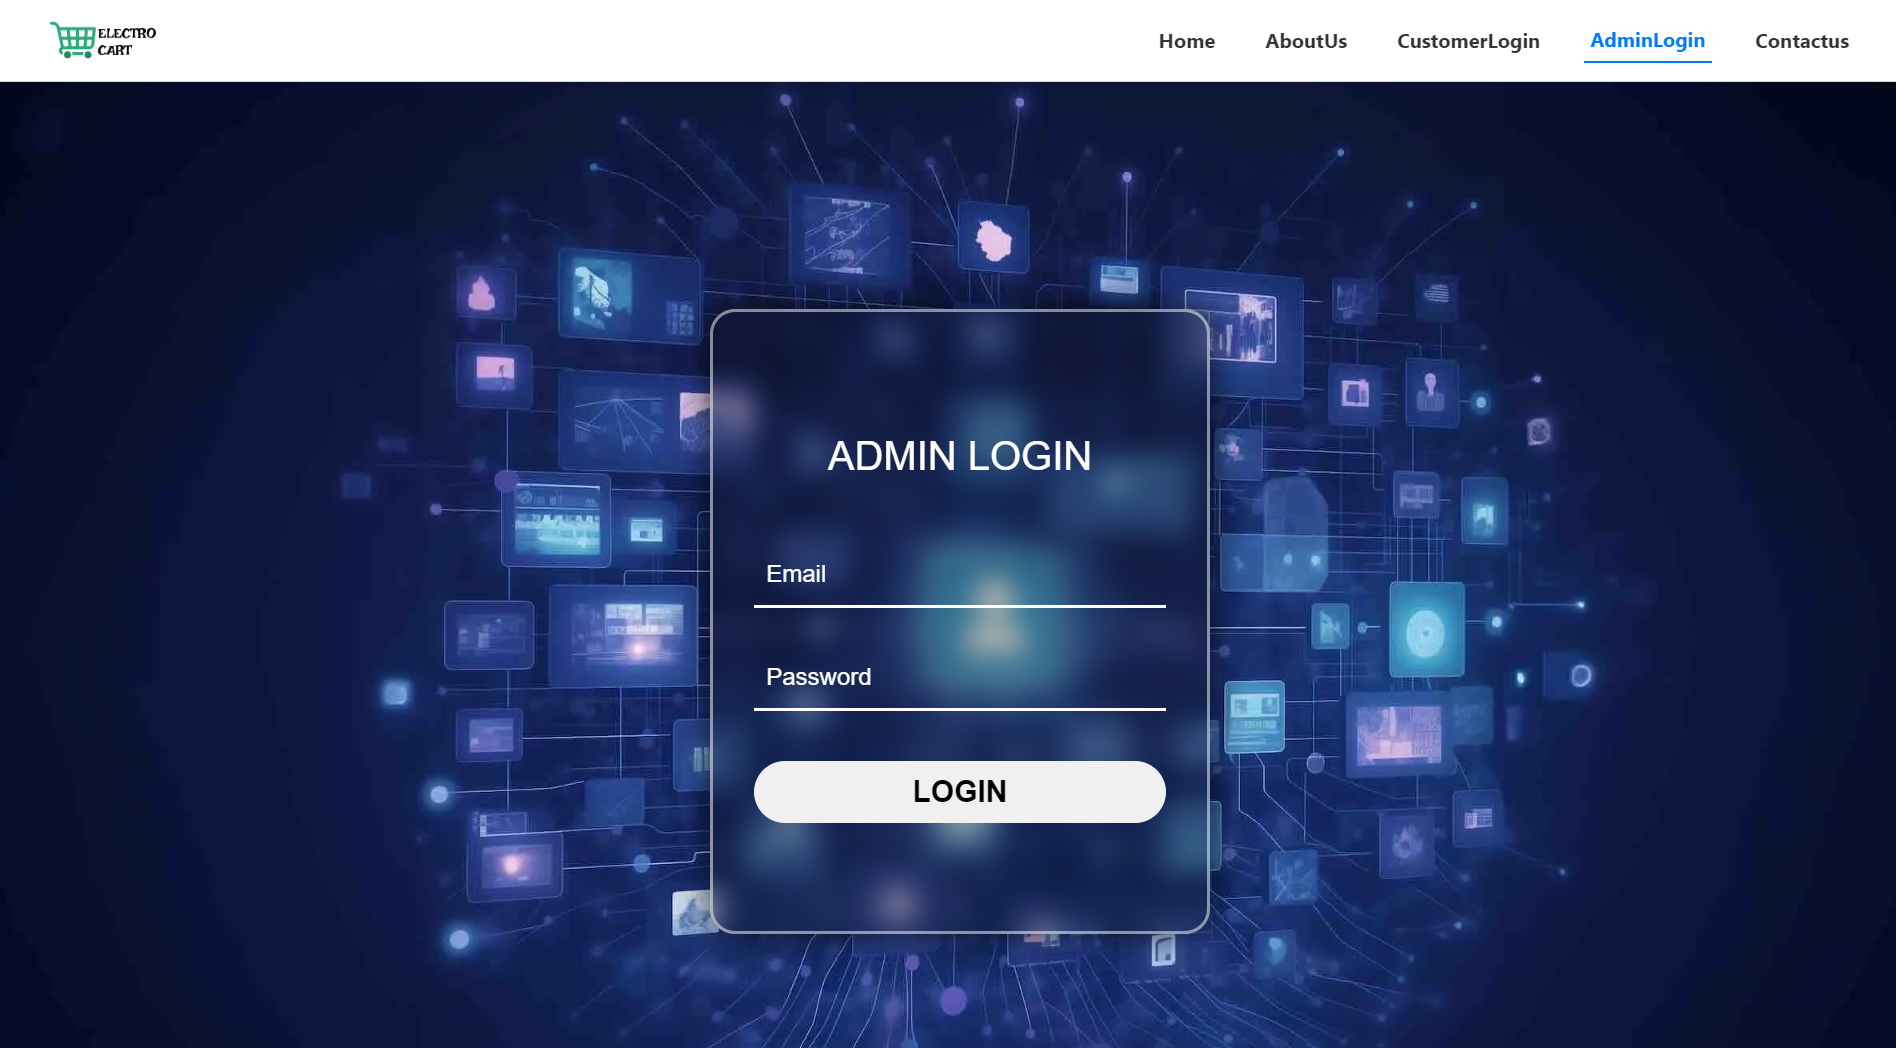 ELECTRO
CART
Home AboutUs CustomerLogin AdminLogin Contactus
ADMIN LOGIN
Email
Password
LOGIN